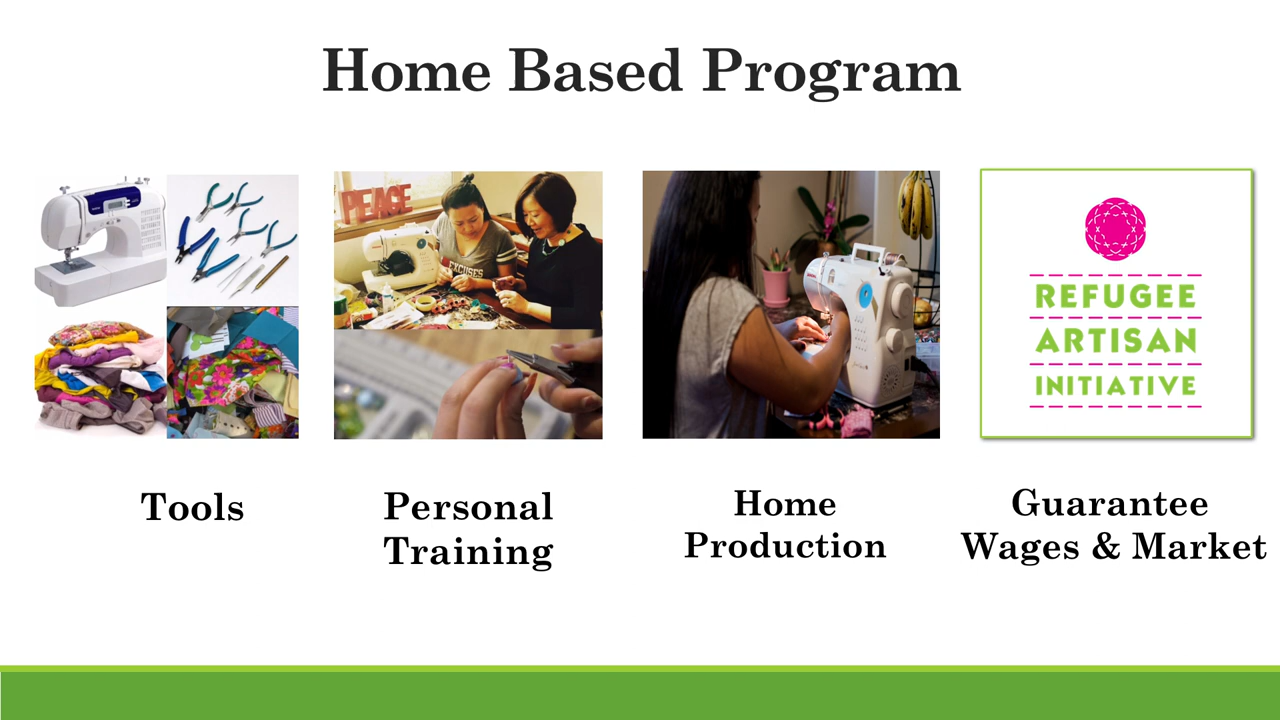 Home Based Program
PEACE
EXCUSES
REFUGEE
ARTISAN
INITIATIVE
Tools
Personal
Training
Home
Production
Guarantee
Wages & Market